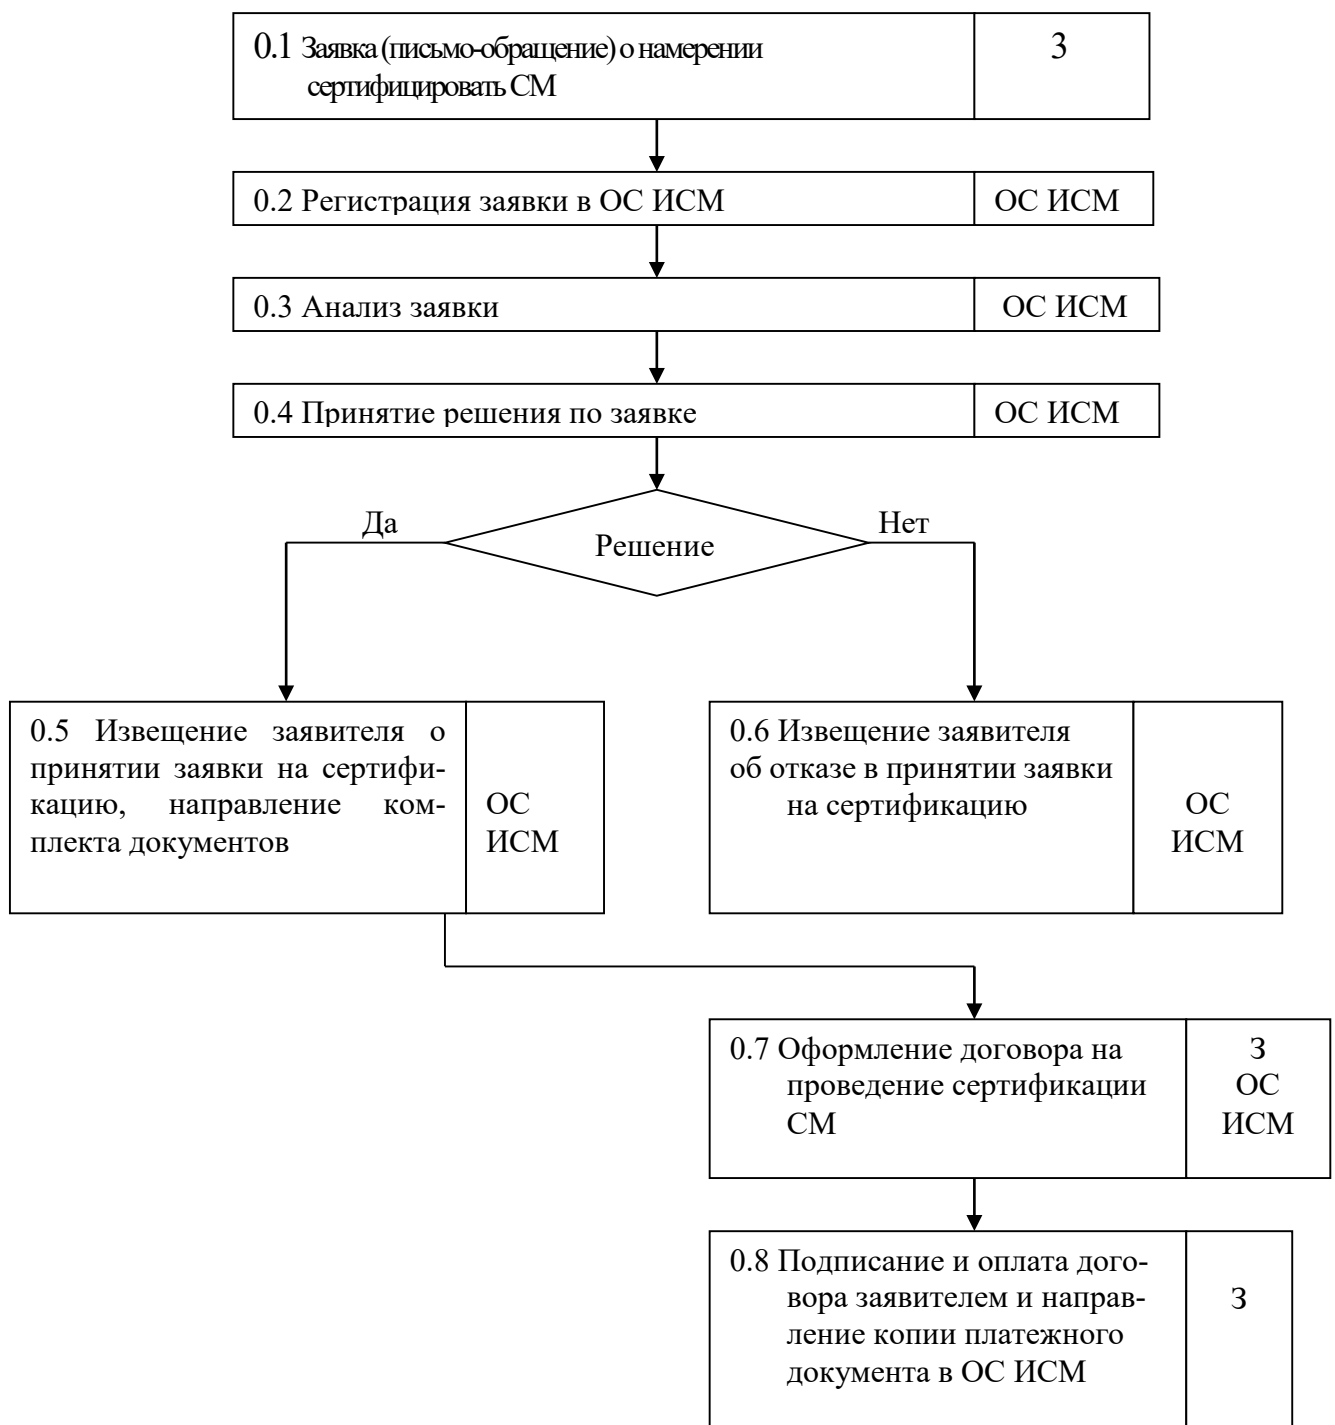 0.1 Заявка (письмо-обращение) о намерении
сертифицировать СМ
З
0.2 Регистрация заявки в ОС ИСМ
ОС ИСМ
0.3 Анализ заявки
ОС ИСМ
0.4 Принятие решения по заявке
ОС ИСМ
Да
Нет
Решение
0.5 Извещение заявителя о
принятии заявки на сертифи-
кацию, направление ком-
плекта документов
ОС
ИСМ
0.6 Извещение заявителя
об отказе в принятии заявки
на сертификацию
ОС
ИСМ
0.7 Оформление договора на
проведение сертификации
СМ
З
ОС
ИСМ
0.8 Подписание и оплата дого-
вора заявителем и направ-
ление копии платежного
документа в ОС ИСМ
З